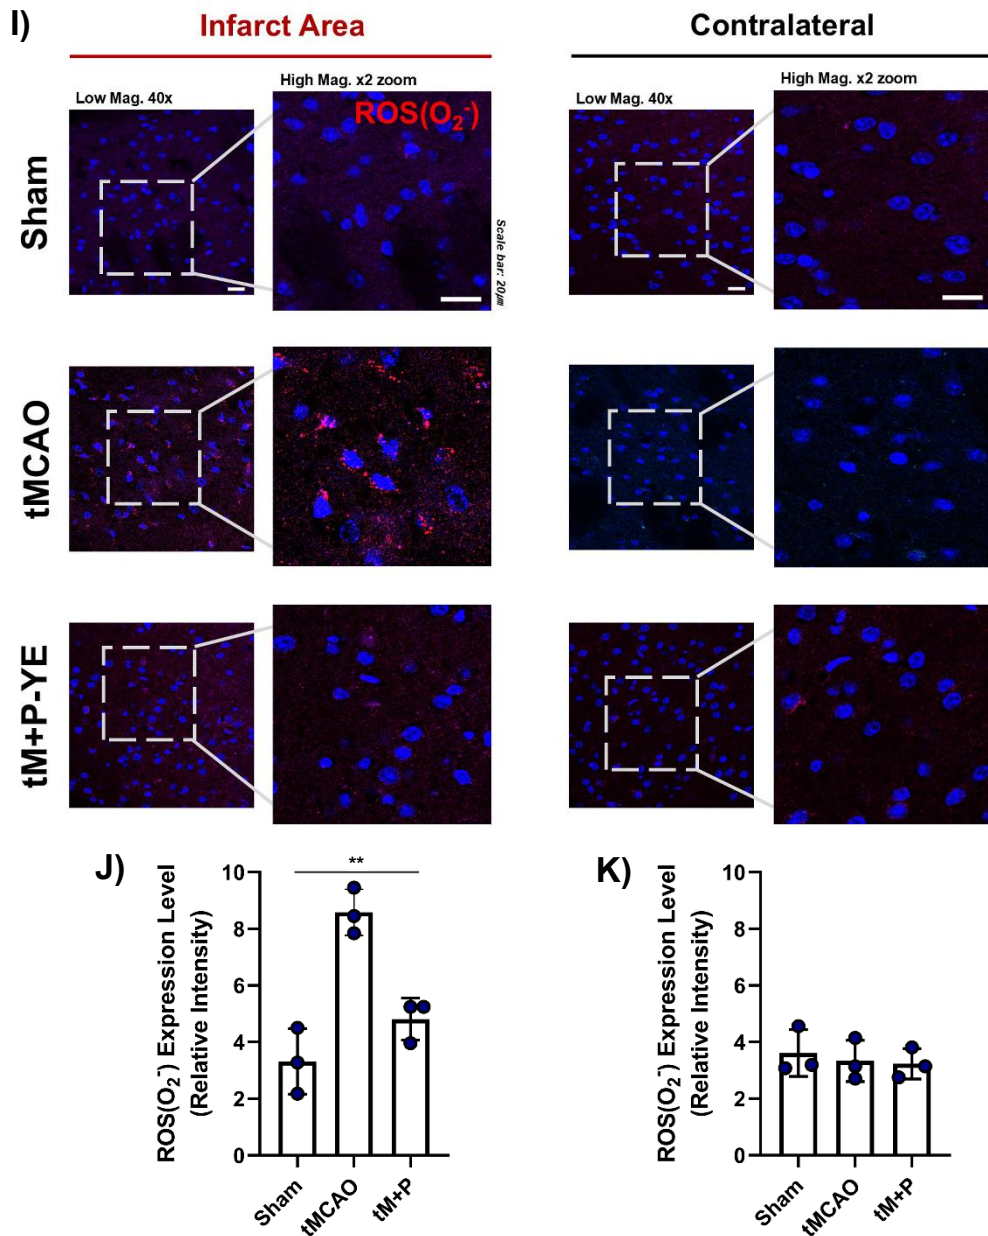 I)
Infarct Area
Contralateral
Low Mag. 40x
High Mag. x2 zoom
Low Mag. 40x
High Mag. x2 zoom
ROS(O₂⁻)
Sham
Scale bar: 20㎛
tMCAO
tM+P-YE
J)
ROS(O₂⁻) Expression Level
(Relative Intensity)
10
8
6
4
2
0
**
Sham
tMCAO
tM+P
K)
ROS(O₂⁻) Expression Level
(Relative Intensity)
10
8
6
4
2
0
Sham
tMCAO
tM+P